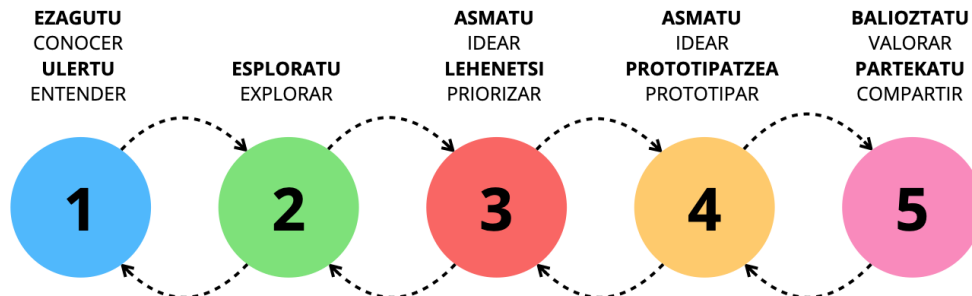 EZAGUTU
CONOCER
ULERTU
ENTENDER
ESPLORATU
EXPLORAR
ASMATU
IDEAR
LEHENETSI
PRIORIZAR
ASMATU
IDEAR
PROTOTIPATZEA
PROTOTIPAR
BALIOZTATU
VALORAR
PARTEKATU
COMPARTIR
1
2
3
4
5